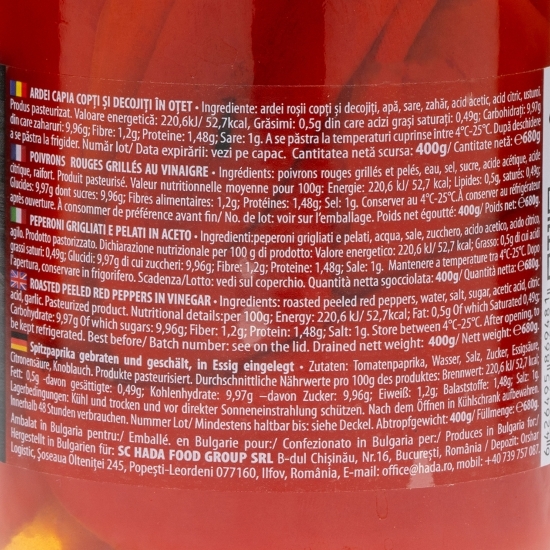 ARDEI CAPIA COPȚI ȘI DECOJIȚI ÎN OȚET • Ingrediente: ardei roșii copți și decojiți, apă, sare, zahăr, acid acetic, acid citric, usturoi.
Produs pasteurizat. Valoare energetică: 220,6kJ/ 52,7kcal, Grăsimi: 0,5g din care acizi grași saturați: 0,49g; Carbohidrați: 9,97g
din care zaharuri: 9,96g; Fibre: 1,2g; Proteine: 1,48g; Sare: 1g. A se păstra la temperaturi cuprinse între 4°C-25°C. După deschidere
a se păstra la frigider. Număr lot/ Data expirării: vezi pe capac. Cantitatea netă scursa: 400g/ Cantitate netă: ℮680g
POIVRONS ROUGES GRILLÉS AU VINAIGRE • Ingrédients: poivrons rouges grillés et pelés, eau, sel, sucre, acide acétique, acide
citrique, raifort. Produit pasteurisé. Valeur nutritionnelle moyenne pour 100g: Energie: 220,6 kJ/ 52,7 kcal; Lipides: 0,5g, saturés: 0,49g;
Glucides: 9,97g dont sucres: 9,96g; Fibres alimentaires: 1,2g; Protéines: 1,48g; Sel: 1g. Conserver au 4°C-25°C. À conserver au réfrigérateur
après ouverture. À consommer de préférence avant fin/ No. de lot: voir sur l'emballage. Poids net égoutté: 400g/ Poids net: ℮680g.
PEPERONI GRIGLIATI E PELATI IN ACETO • Ingredienti:peperoni grigliati e pelati, acqua, sale, zucchero, acido acetico, acido citrico,
aglio. Prodotto pastorizzato. Dichiarazione nutrizionale per 100 g di prodotto: Valore energetico: 220,6kJ/ 52,7 kcal; Grasso: 0,5g di cui acidi
grassi saturi: 0,49g; Glucidi: 9,97g di cui zuccheri: 9,96g; Fibre: 1,2g; Proteine: 1,48g; Sale: 1g. Mantenere a temperatura tra 4°-25°C. Dopo
l'apertura, conservare in frigorifero. Scadenza/Lotto: vedi sul coperchio. Quantità netta sgocciolata: 400g/ Quantità netta: ℮680g.
ROASTED PEELED RED PEPPERS IN VINEGAR • Ingredients: roasted peeled red peppers, water, salt, sugar, acetic acid, citric
acid, garlic. Pasteurized product. Nutritional details:per 100g: Energy: 220,6kJ/52,7 kcal; Fat: 0,5g Of which Saturated 0,49g;
Carbohydrate: 9,97g Of which sugars: 9,96g; Fiber: 1,2g; Proteins: 1,48g; Salt: 1g. Store between 4°C-25°C. After opening, to
be kept refrigerated. Best before/ Batch number: see on the lid. Drained net weight: 400g/ Net weight: ℮680g.
Spitzpaprika gebraten und geschält, in Essig eingelegt • Zutaten: Tomatenpaprika, Wasser, Salz, Zucker, Essigsäure,
Citronensäure, Knoblauch. Produkte pasteurisiert. Durchschnittliche Nährwerte pro 100g des produktes: Brennwert: 220,6 kJ/52,7 kcal,
Fett: 0,5g -davon gesättigte: 0,49g; Kohlenhydrate: 9,97g –davon Zucker: 9,96g; Eiweiß: 1,2g; Balaststoffe: 1,48g; Salz: 1g.
Lagebedingungen: Kühl und trocken und vor direkter Sonneneinstrahlung schützen. Nach dem Öffnen in Kühlschrank aufbewahren.
Innerhalb 48 Stunden verbrauchen. Nummer Lot/ Mindestens haltbar bis: siehe Deckel. Abtropfgewicht: 400g/ Füllmenge: ℮ 680g.
Ambalat in Bulgaria pentru:/ Emballé. en Bulgarie pour:/ Confezionato in Bulgaria per:/ Produces in Bulgaria for:/
Hergestellt in Bulgarien für: SC HADA FOOD GROUP SRL B-dul Chișinău, Nr.16, București, România / Depozit: Orshar
Logistic, Șoseaua Olteniței 245, Popești-Leordeni 077160, Ilfov, România, E-mail: office@hada.ro, mobil: +40 739 757 087.